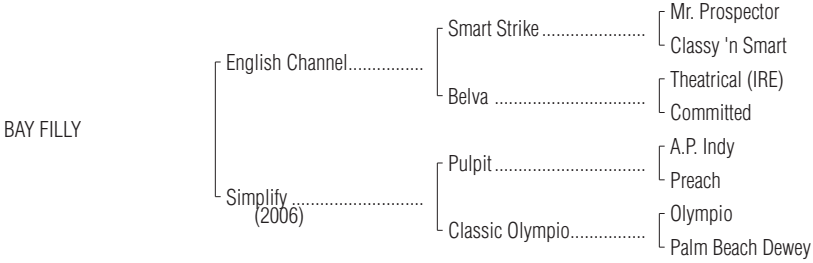 Mr. Prospector
Smart Strike......................
Classy 'n Smart
English Channel................
Theatrical (IRE)
Belva ................................
Committed
BAY FILLY
A.P. Indy
Pulpit................................
Preach
Simplify ............................
(2006)
Olympio
Classic Olympio................
Palm Beach Dewey